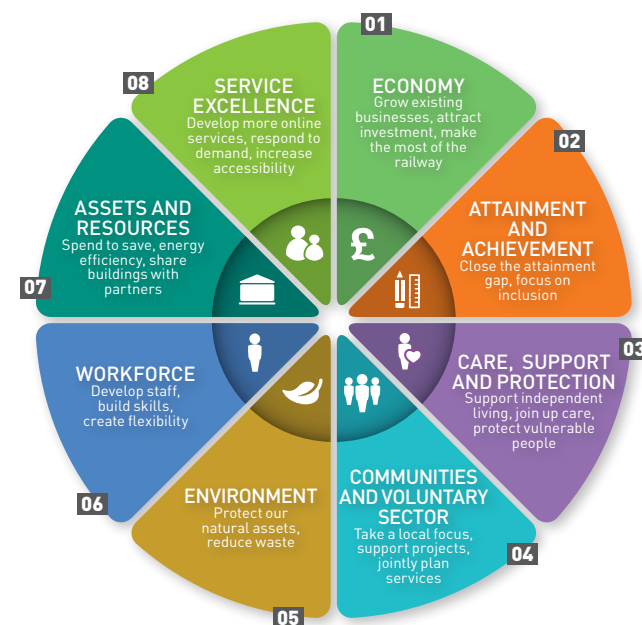 01
ECONOMY
Grow existing
businesses, attract
investment, make
the most of the
railway
£
02
ATTAINMENT
AND
ACHIEVEMENT
Close the attainment
gap, focus on
inclusion
03
CARE, SUPPORT
AND PROTECTION
Support independent
living, join up care,
protect vulnerable
people
04
COMMUNITIES
AND VOLUNTARY
SECTOR
Take a local focus,
support projects,
jointly plan
services
05
ENVIRONMENT
Protect our
natural assets,
reduce waste
06
WORKFORCE
Develop staff,
build skills,
create flexibility
07
ASSETS AND
RESOURCES
Spend to save, energy
efficiency, share
buildings with
partners
08
SERVICE
EXCELLENCE
Develop more online
services, respond to
demand, increase
accessibility